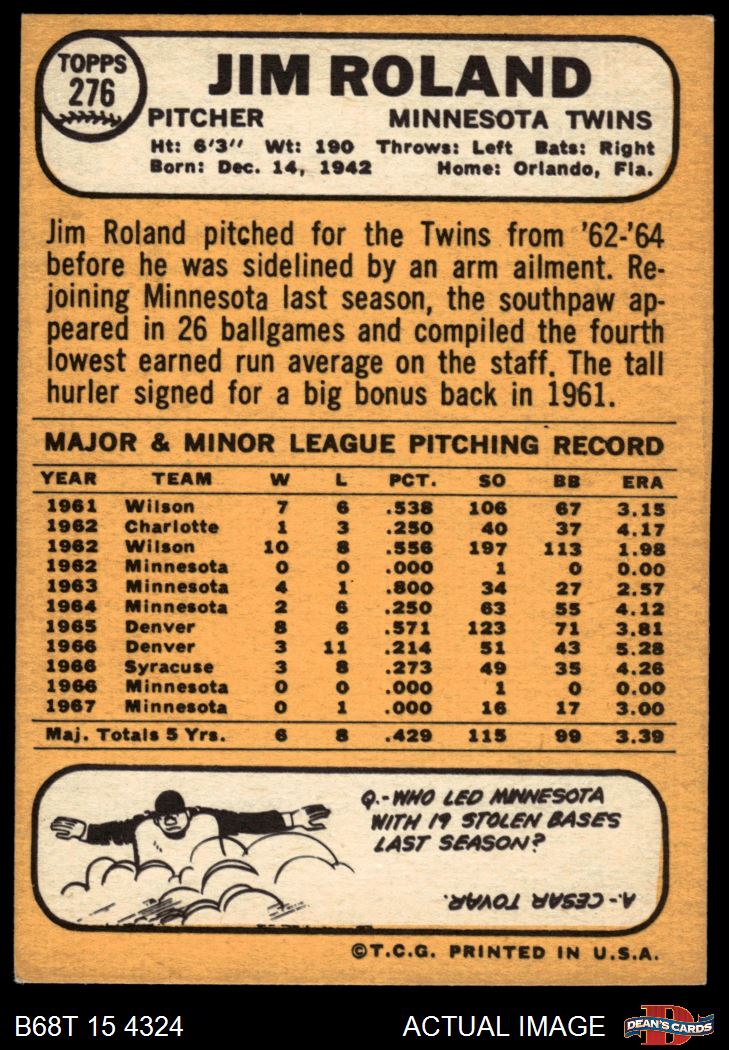 TOPPS
276
JIM ROLAND
PITCHER MINNESOTA TWINS
Ht: 6'3" Wt: 190 Throws: Left Bats: Right
Born: Dec. 14, 1942 Home: Orlando, Fla.
Jim Roland pitched for the Twins from '62-'64
before he was sidelined by an arm ailment. Re-
joining Minnesota last season, the southpaw ap-
peared in 26 ballgames and compiled the fourth
lowest earned run average on the staff. The tall
hurler signed for a big bonus back in 1961.
MAJOR & MINOR LEAGUE PITCHING RECORD
YEAR TEAM W L PCT. SO BB ERA
1961 Wilson 7 6 .538 106 67 3.15
1962 Charlotte 1 3 .250 40 37 4.17
1962 Wilson 10 8 .556 197 113 1.98
1962 Minnesota 0 0 .000 1 0 0.00
1963 Minnesota 4 1 .800 34 27 2.57
1964 Minnesota 2 6 .250 63 55 4.12
1965 Denver 8 6 .571 123 71 3.81
1966 Denver 3 11 .214 51 43 5.28
1966 Syracuse 3 8 .273 49 35 4.26
1966 Minnesota 0 0 .000 1 0 0.00
1967 Minnesota 0 1 .000 16 17 3.00
Maj. Totals 5 Yrs. 6 8 .429 115 99 3.39
Q.-WHO LED MINNESOTA
WITH 19 STOLEN BASES
LAST SEASON?
A.-CESAR TOVAR.
©T.C.G. PRINTED IN U.S.A.
B68T 15 4324 ACTUAL IMAGE
D
DEAN'S CARDS